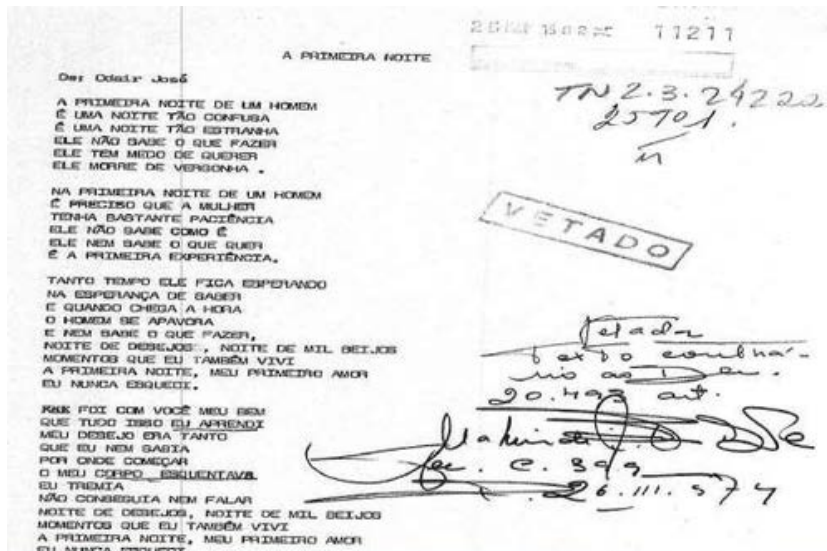 11211
A PRIMEIRA NOITE
De: Odair José
TN 2.3.24220
25701.
A PRIMEIRA NOITE DE UM HOMEM
É UMA NOITE TÃO CONFUSA
É UMA NOITE TÃO ESTRANHA
ELE NÃO SABE O QUE FAZER
ELE TEM MEDO DE QUERER
ELE MORRE DE VERGONHA .
NA PRIMEIRA NOITE DE UM HOMEM
É PRECISO QUE A MULHER
TENHA BASTANTE PACIÊNCIA
ELE NÃO SABE COMO É
ELE NEM SABE O QUE QUER
É A PRIMEIRA EXPERIÊNCIA.
VETADO
TANTO TEMPO ELE FICA ESPERANDO
NA ESPERANÇA DE SABER
E QUANDO CHEGA A HORA
O HOMEM SE APAVORA
E NEM SABE O QUE FAZER,
NOITE DE DESEJOS , NOITE DE MIL BEIJOS
MOMENTOS QUE EU TAMBÉM VIVI
A PRIMEIRA NOITE, MEU PRIMEIRO AMOR
EU NUNCA ESQUECI.
Vetado
texto contrá-
rio ao Dec.
20.493 art.
FOI COM VOCÊ MEU BEM
QUE TUDO ISSO EU APRENDI
MEU DESEJO ERA TANTO
QUE EU NEM SABIA
POR ONDE COMEÇAR
O MEU CORPO ESQUENTAVA
EU TREMIA
NÃO CONSEGUIA NEM FALAR
NOITE DE DESEJOS, NOITE DE MIL BEIJOS
MOMENTOS QUE EU TAMBÉM VIVI
A PRIMEIRA NOITE, MEU PRIMEIRO AMOR
EU NUNCA ESQUECI
26.III.974